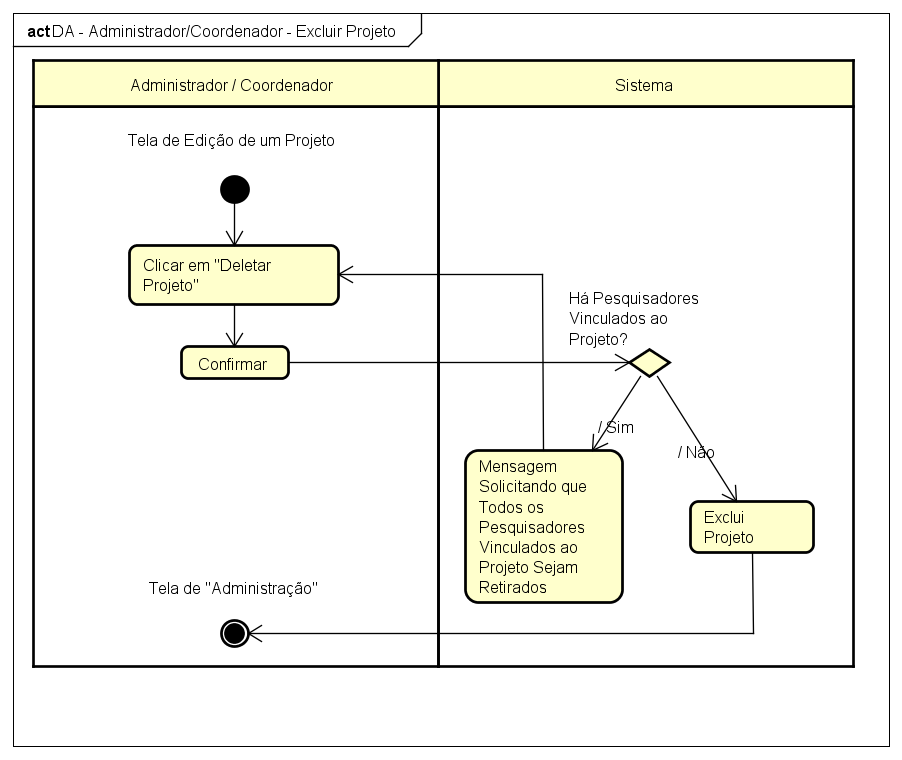 act DA - Administrador/Coordenador - Excluir Projeto
Administrador / Coordenador
Sistema
Tela de Edição de um Projeto
Clicar em "Deletar
Projeto"
Confirmar
Há Pesquisadores
Vinculados ao
Projeto?
/ Sim
/ Não
Mensagem
Solicitando que
Todos os
Pesquisadores
Vinculados ao
Projeto Sejam
Retirados
Exclui
Projeto
Tela de "Administração"